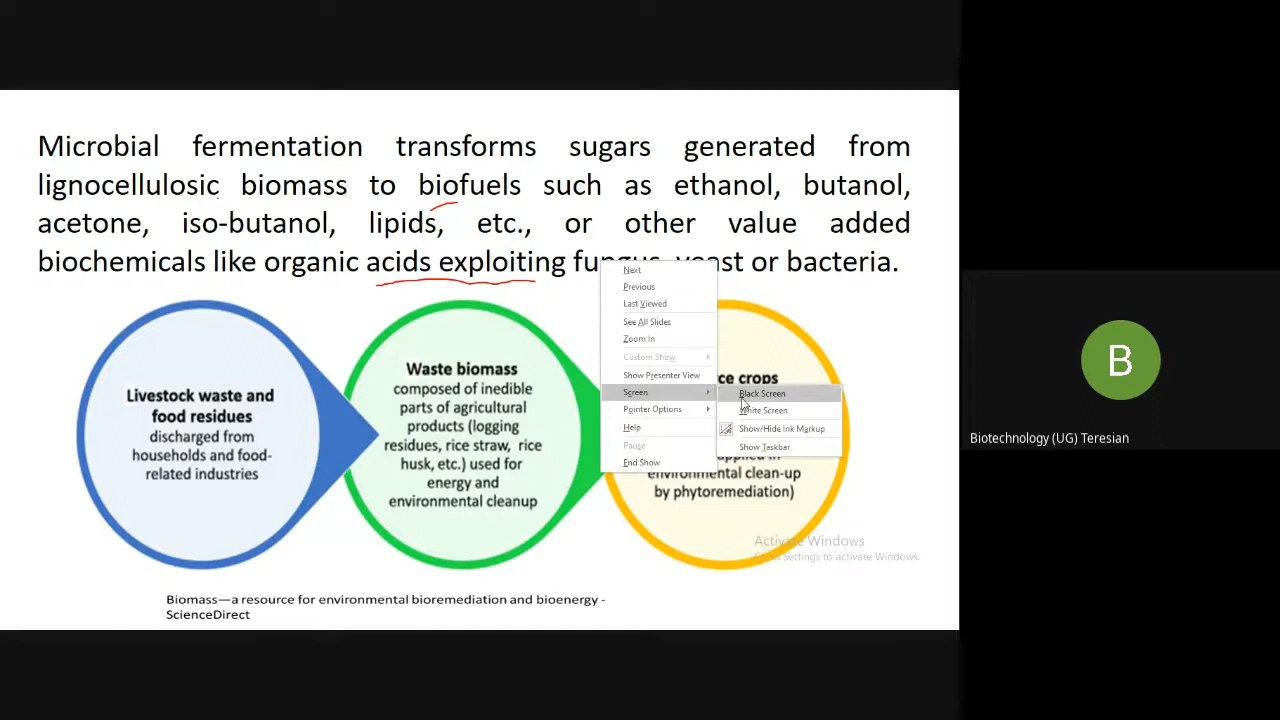 Microbial fermentation transforms sugars generated from
lignocellulosic biomass to biofuels such as ethanol, butanol,
acetone, iso-butanol, lipids, etc., or other value added
biochemicals like organic acids exploiting fungus, yeast or bacteria.
Livestock waste and
food residues
discharged from
households and food-
related industries
Waste biomass
composed of inedible
parts of agricultural
products (logging
residues, rice straw, rice
husk, etc.) used for
energy and
environmental cleanup
Next
Previous
Last Viewed
See All Slides
Zoom In
Custom Show
Show Presenter View
Screen
Pointer Options
Help
Pause
End Show
Black Screen
White Screen
Show/Hide Ink Markup
Show Taskbar
crops
environmental clean-up
by phytoremediation)
Activate Windows
Settings to activate Windows.
Biomass—a resource for environmental bioremediation and bioenergy -
ScienceDirect
B
Biotechnology (UG) Teresian